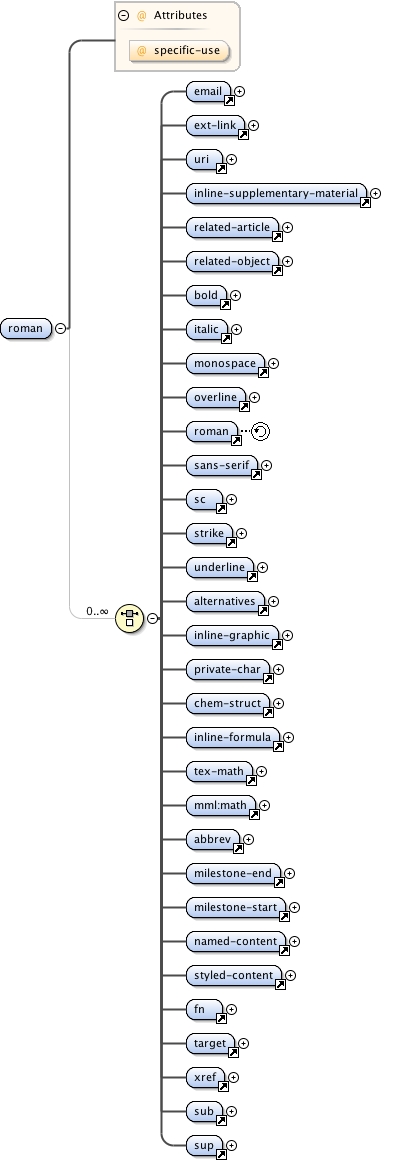 @ Attributes
@ specific-use
email
ext-link
uri
inline-supplementary-material
related-article
related-object
bold
roman
italic
monospace
overline
roman
sans-serif
sc
strike
underline
alternatives
0..∞
inline-graphic
private-char
chem-struct
inline-formula
tex-math
mml:math
abbrev
milestone-end
milestone-start
named-content
styled-content
fn
target
xref
sub
sup